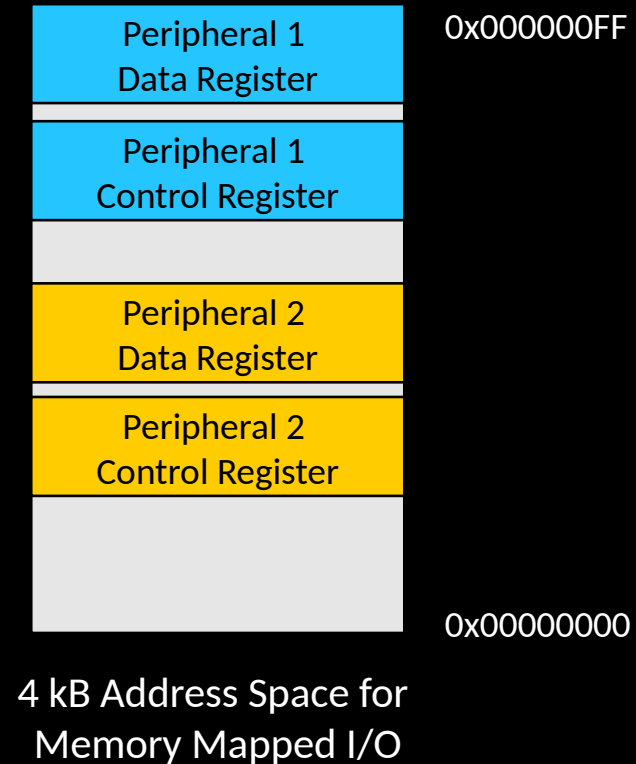 Peripheral 1
Data Register
0x000000FF
Peripheral 1
Control Register
Peripheral 2
Data Register
Peripheral 2
Control Register
0x00000000
4 kB Address Space for
Memory Mapped I/O